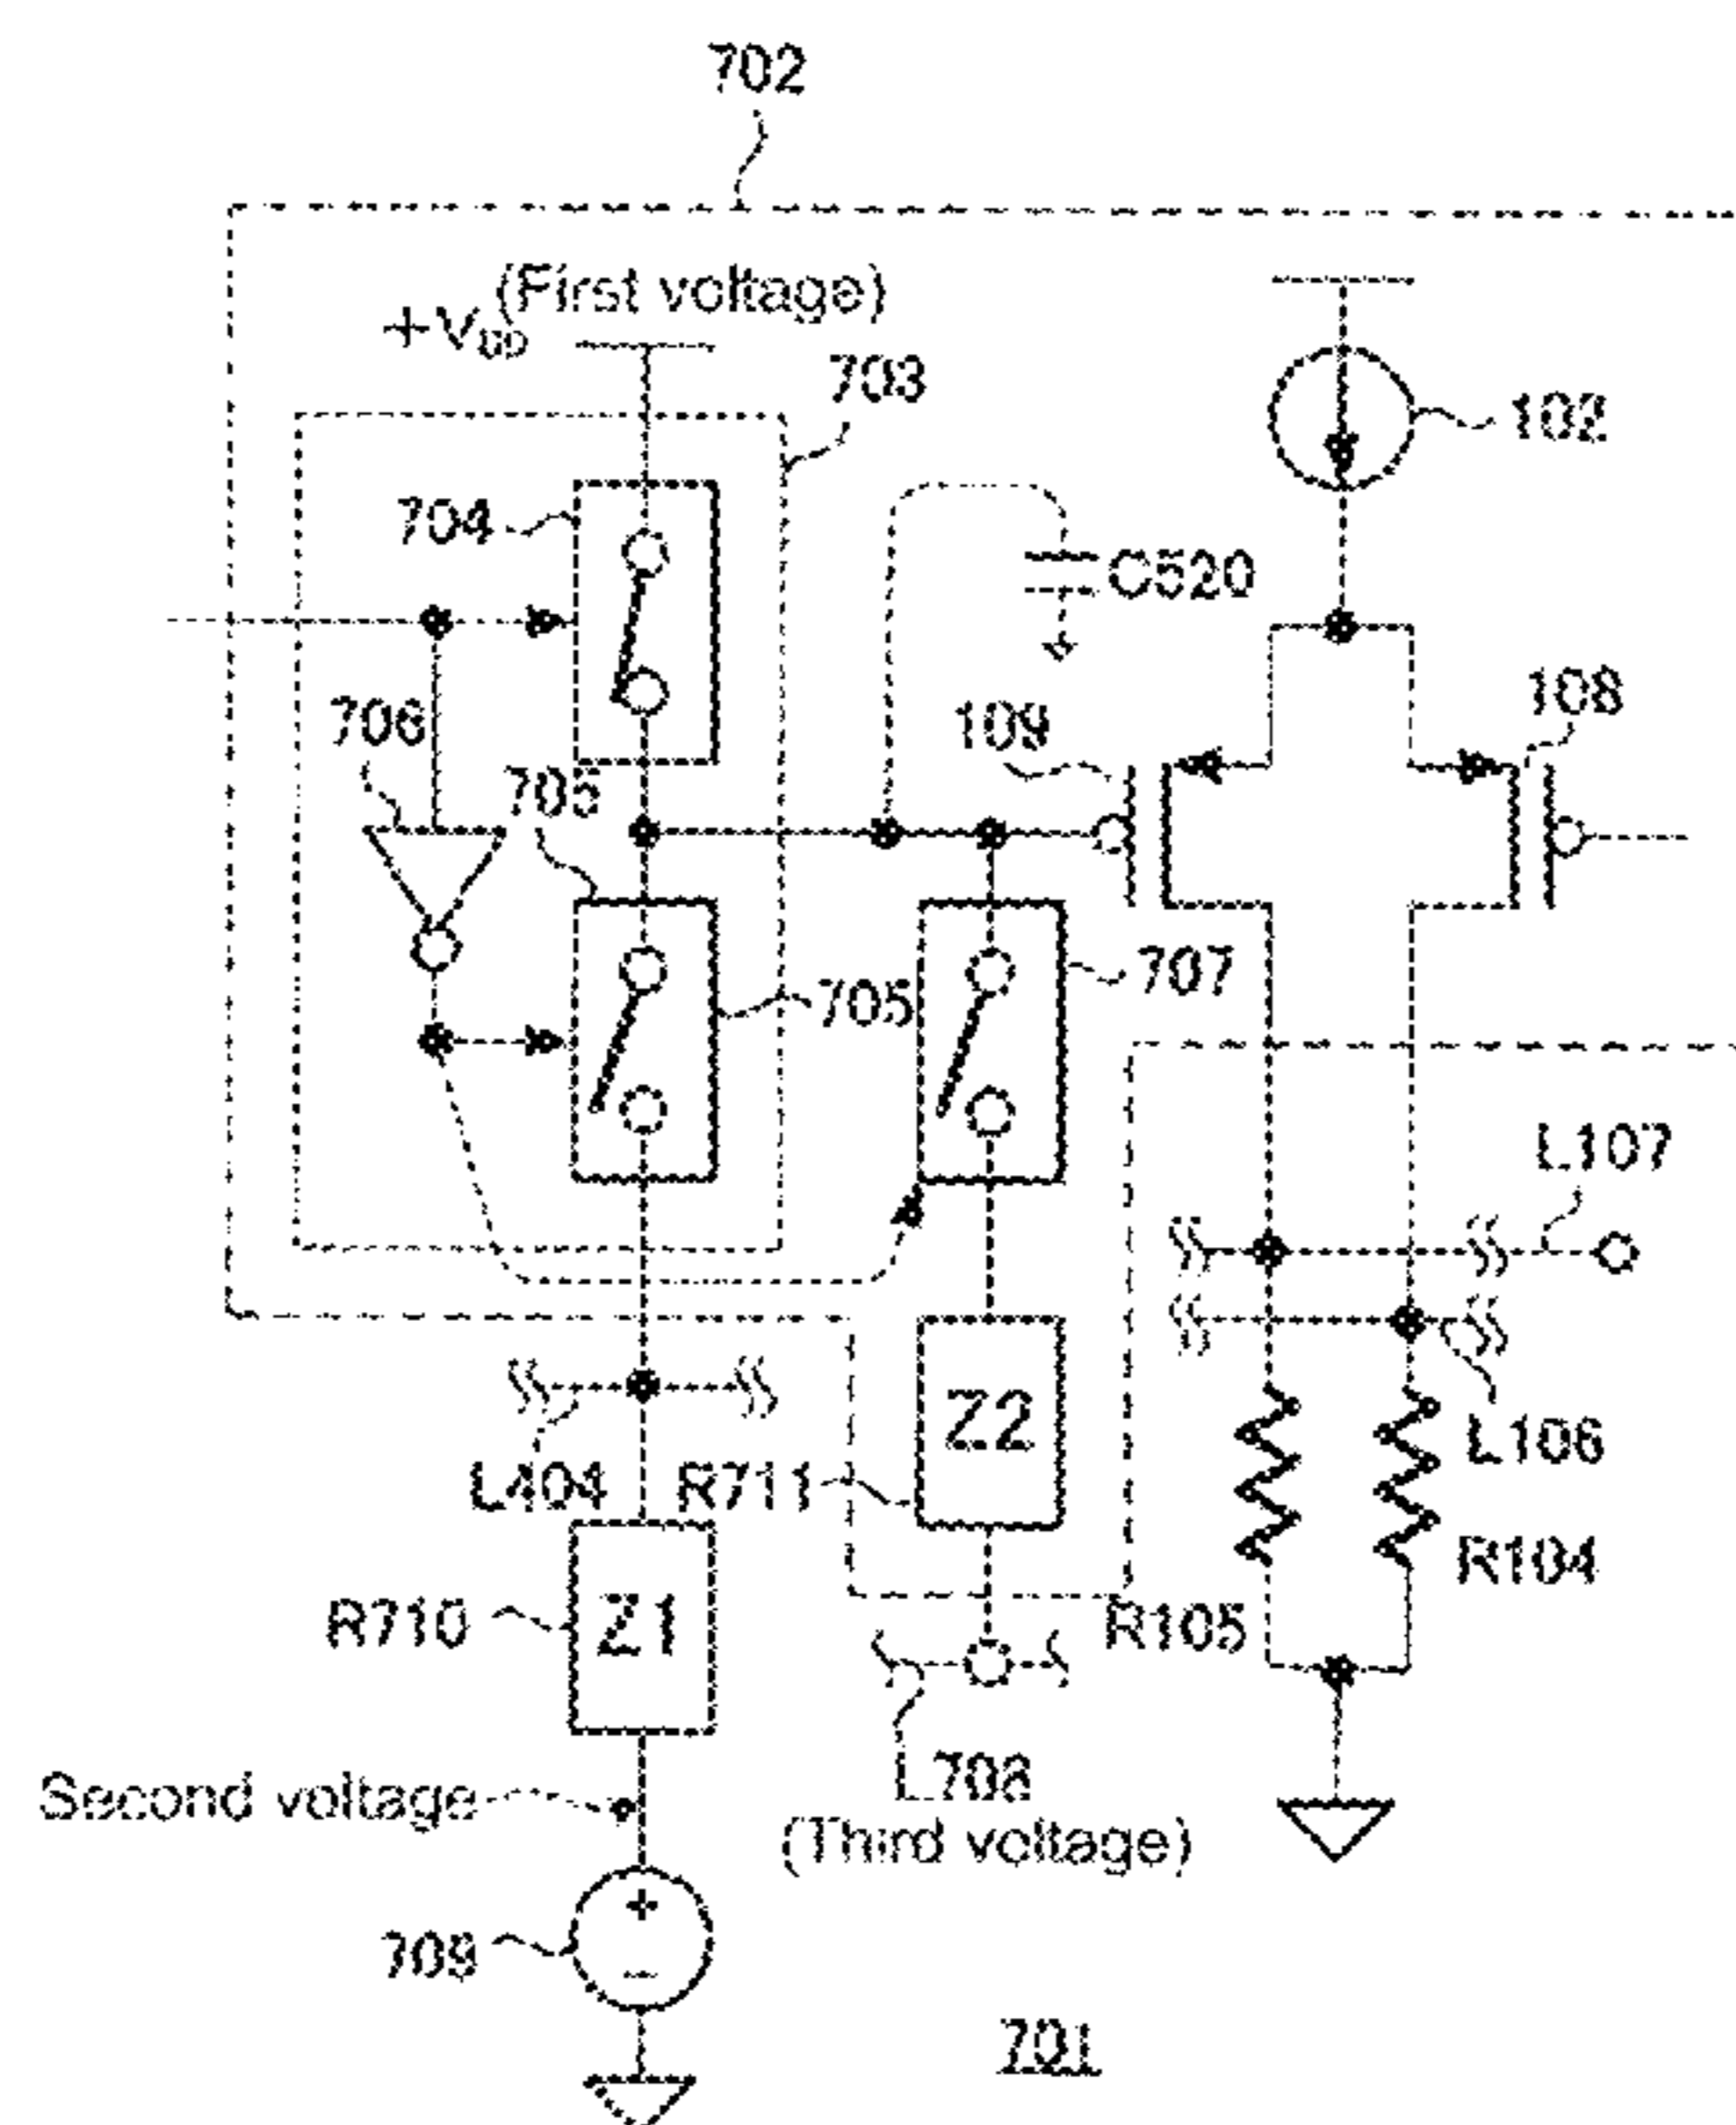 702
(First voltage)
+VDD
703
102
704
C520
706
705
109
108
705
707
L107
L404
R711
Z2
L106
R104
R710
Z1
R105
Second voltage
L708
(Third voltage)
709
+
−
701